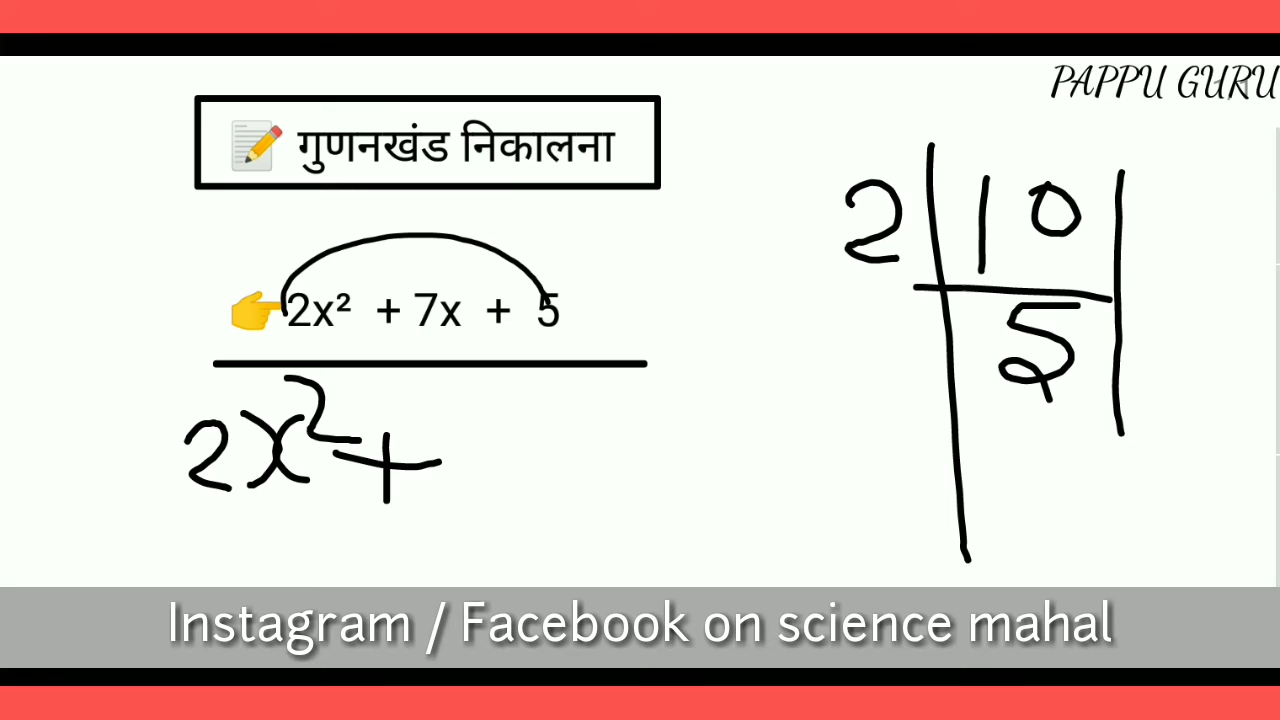 PAPPU GURU
📝 गुणनखंड निकालना
👉2x² + 7x + 5
2x² +
2 | 10
5
Instagram / Facebook on science mahal